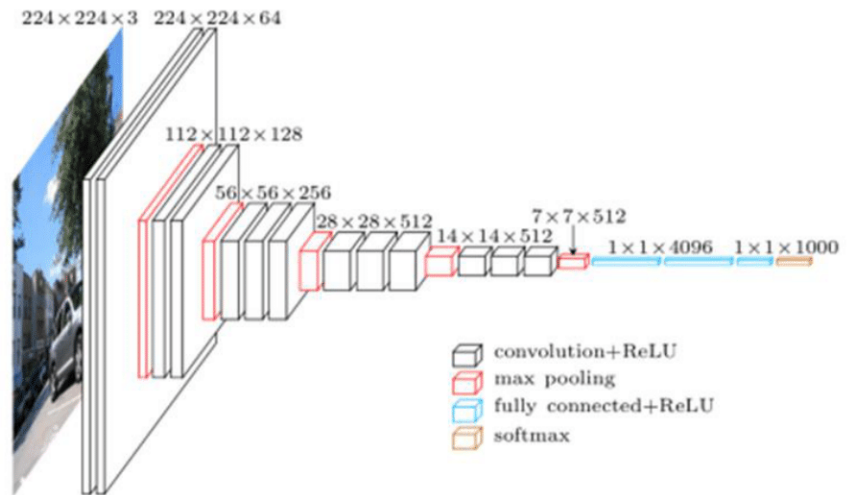 224×224×3
224×224×64
112×112×128
56×56×256
28×28×512
14×14×512
7×7×512
1×1×4096
1×1×1000
convolution+ReLU
max pooling
fully connected+ReLU
softmax